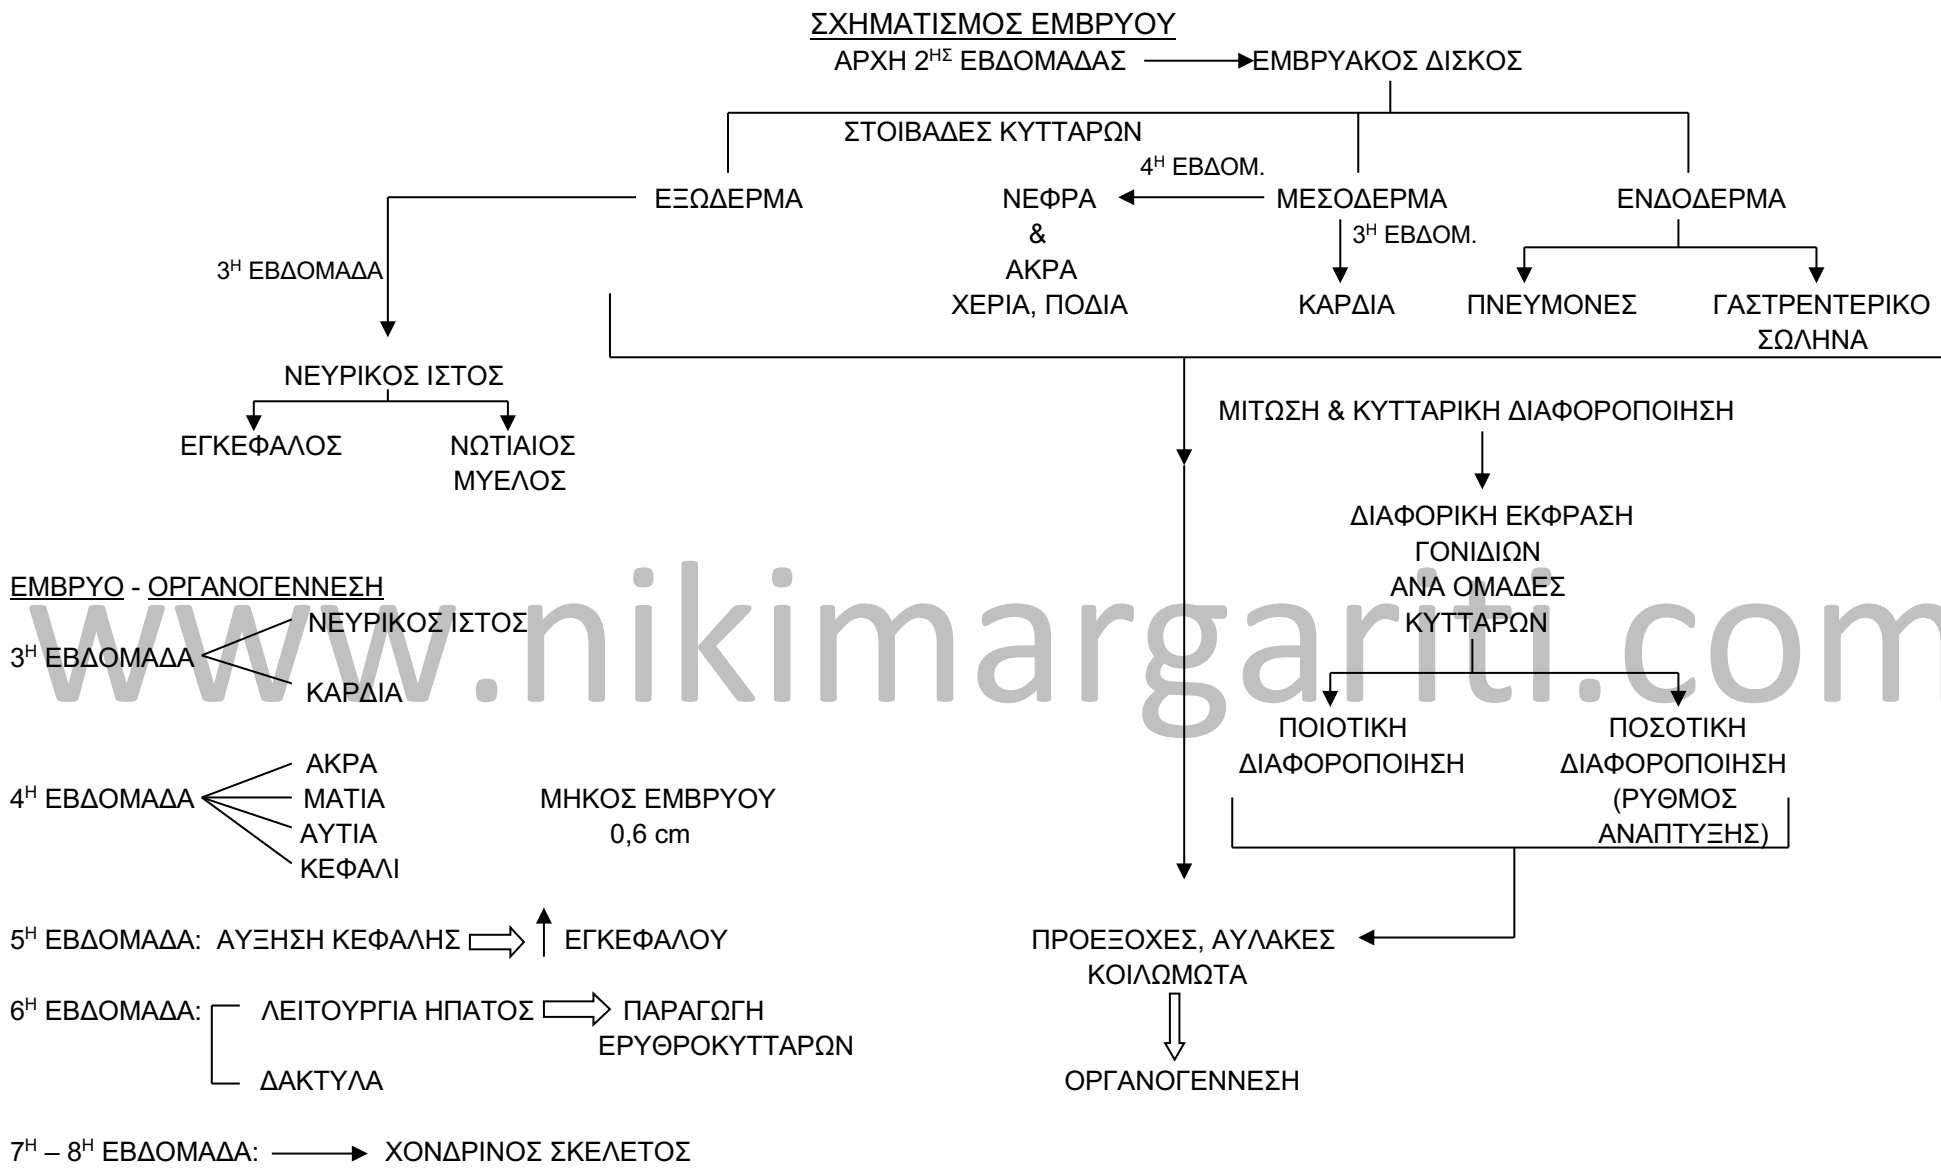 ΣΧΗΜΑΤΙΣΜΟΣ ΕΜΒΡΥΟΥ
ΑΡΧΗ 2ΗΣ ΕΒΔΟΜΑΔΑΣ ΕΜΒΡΥΑΚΟΣ ΔΙΣΚΟΣ
ΣΤΟΙΒΑΔΕΣ ΚΥΤΤΑΡΩΝ
4Η ΕΒΔΟΜ.
ΕΞΩΔΕΡΜΑ ΝΕΦΡΑ ΜΕΣΟΔΕΡΜΑ ΕΝΔΟΔΕΡΜΑ
& 3Η ΕΒΔΟΜ.
3Η ΕΒΔΟΜΑΔΑ ΑΚΡΑ
ΧΕΡΙΑ, ΠΟΔΙΑ ΚΑΡΔΙΑ ΠΝΕΥΜΟΝΕΣ ΓΑΣΤΡΕΝΤΕΡΙΚΟ
ΣΩΛΗΝΑ
ΝΕΥΡΙΚΟΣ ΙΣΤΟΣ
ΜΙΤΩΣΗ & ΚΥΤΤΑΡΙΚΗ ΔΙΑΦΟΡΟΠΟΙΗΣΗ
ΕΓΚΕΦΑΛΟΣ ΝΩΤΙΑΙΟΣ
ΜΥΕΛΟΣ
ΔΙΑΦΟΡΙΚΗ ΕΚΦΡΑΣΗ
ΓΟΝΙΔΙΩΝ
ΑΝΑ ΟΜΑΔΕΣ
ΚΥΤΤΑΡΩΝ
ΕΜΒΡΥΟ - ΟΡΓΑΝΟΓΕΝΝΕΣΗ
ΝΕΥΡΙΚΟΣ ΙΣΤΟΣ
3Η ΕΒΔΟΜΑΔΑ
ΚΑΡΔΙΑ
www.nikimargariti.com
ΠΟΙΟΤΙΚΗ ΠΟΣΟΤΙΚΗ
ΔΙΑΦΟΡΟΠΟΙΗΣΗ ΔΙΑΦΟΡΟΠΟΙΗΣΗ
(ΡΥΘΜΟΣ
ΑΝΑΠΤΥΞΗΣ)
ΑΚΡΑ
4Η ΕΒΔΟΜΑΔΑ ΜΑΤΙΑ ΜΗΚΟΣ ΕΜΒΡΥΟΥ
ΑΥΤΙΑ 0,6 cm
ΚΕΦΑΛΙ
5Η ΕΒΔΟΜΑΔΑ: ΑΥΞΗΣΗ ΚΕΦΑΛΗΣ ΕΓΚΕΦΑΛΟΥ
ΠΡΟΕΞΟΧΕΣ, ΑΥΛΑΚΕΣ
ΚΟΙΛΩΜΩΤΑ
6Η ΕΒΔΟΜΑΔΑ: ΛΕΙΤΟΥΡΓΙΑ ΗΠΑΤΟΣ ΠΑΡΑΓΩΓΗ
ΕΡΥΘΡΟΚΥΤΤΑΡΩΝ
ΔΑΚΤΥΛΑ
ΟΡΓΑΝΟΓΕΝΝΕΣΗ
7Η – 8Η ΕΒΔΟΜΑΔΑ: ΧΟΝΔΡΙΝΟΣ ΣΚΕΛΕΤΟΣ